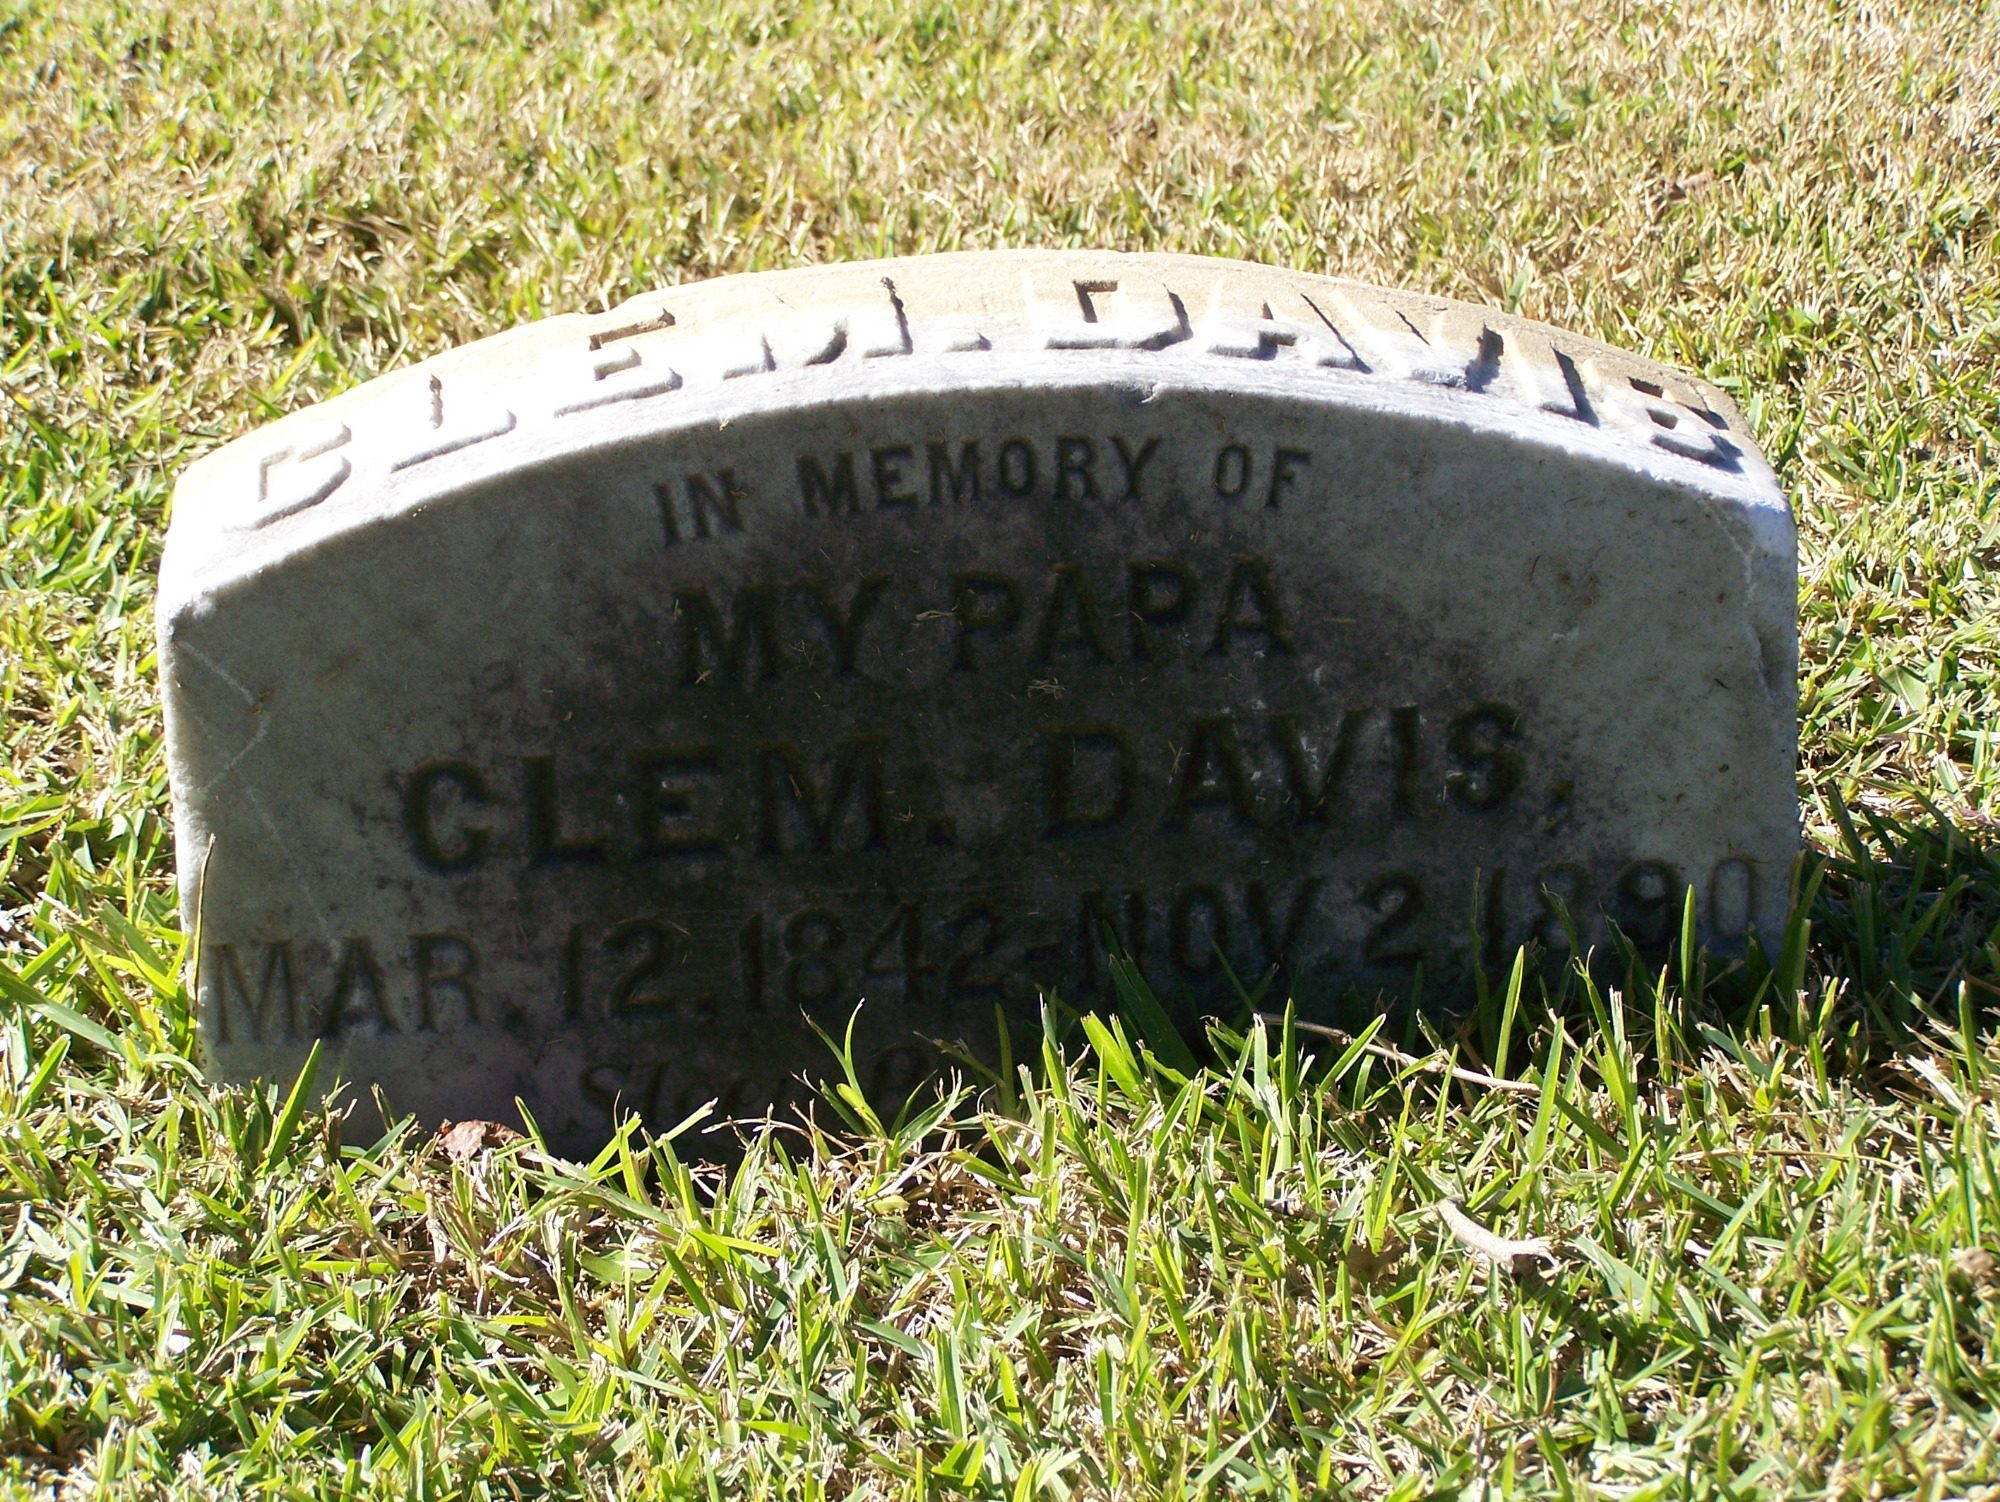 CLEM. DAVIS
IN MEMORY OF
MY PAPA
CLEM. DAVIS,
MAR. 12, 1842-NOV. 2, 1890